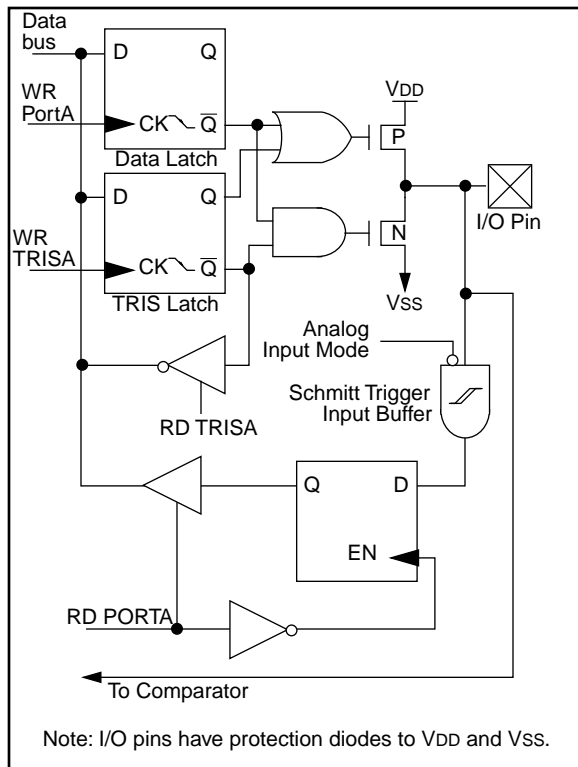 Data
bus
D Q
VDD
WR
PortA
CK Q
P
Data Latch
D Q
I/O Pin
N
WR
TRISA
CK Q
VSS
TRIS Latch
Analog
Input Mode
Schmitt Trigger
Input Buffer
RD TRISA
Q D
EN
RD PORTA
To Comparator
Note: I/O pins have protection diodes to VDD and VSS.